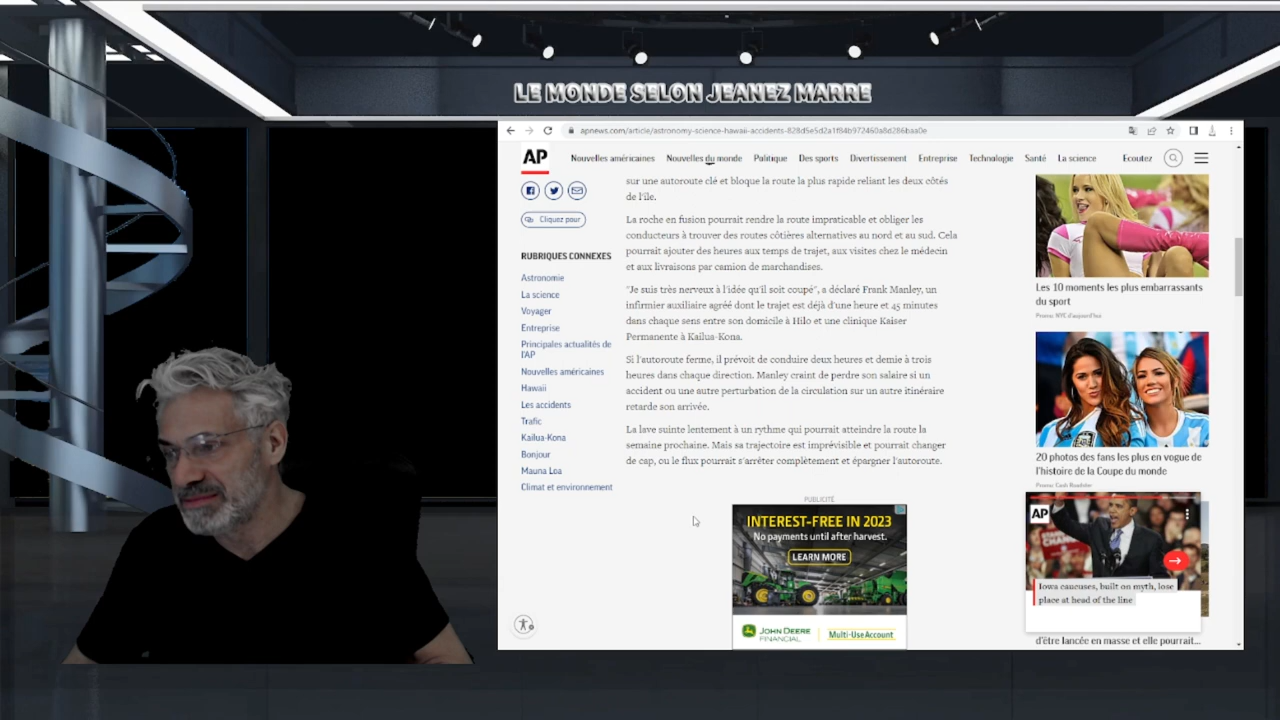 LE MONDE SELON JEANEZ MARRE
apnews.com/article/astronomy-science-hawaii-accidents-828d5e5d2a1f84b972460a8d286baa0e
AP
Nouvelles américaines
Nouvelles du monde
Politique
Des sports
Divertissement
Entreprise
Technologie
Santé
La science
Ecoutez
Cliquez pour
RUBRIQUES CONNEXES
Astronomie
La science
Voyager
Entreprise
Principales actualités de
l'AP
Nouvelles américaines
Hawaii
Les accidents
Trafic
Kailua-Kona
Bonjour
Mauna Loa
Climat et environnement
sur une autoroute clé et bloque la route la plus rapide reliant les deux côtés
de l'île.
La roche en fusion pourrait rendre la route impraticable et obliger les
conducteurs à trouver des routes côtières alternatives au nord et au sud. Cela
pourrait ajouter des heures aux temps de trajet, aux visites chez le médecin
et aux livraisons par camion de marchandises.
"Je suis très nerveux à l'idée qu'il soit coupé", a déclaré Frank Manley, un
infirmier auxiliaire agréé dont le trajet est déjà d'une heure et 45 minutes
dans chaque sens entre son domicile à Hilo et une clinique Kaiser
Permanente à Kailua-Kona.
Si l'autoroute ferme, il prévoit de conduire deux heures et demie à trois
heures dans chaque direction. Manley craint de perdre son salaire si un
accident ou une autre perturbation de la circulation sur un autre itinéraire
retarde son arrivée.
La lave suinte lentement à un rythme qui pourrait atteindre la route la
semaine prochaine. Mais sa trajectoire est imprévisible et pourrait changer
de cap, ou le flux pourrait s'arrêter complètement et épargner l'autoroute.
PUBLICITÉ
INTEREST-FREE IN 2023
No payments until after harvest.
LEARN MORE
JOHN DEERE
FINANCIAL
Multi-Use Account
Les 10 moments les plus embarrassants
du sport
Promu: NYC d'aujourd'hui
20 photos des fans les plus en vogue de
l'histoire de la Coupe du monde
Promu: Cash Roadster
AP
Iowa caucuses, built on myth, lose
place at head of the line
d'être lancée en masse et elle pourrait...